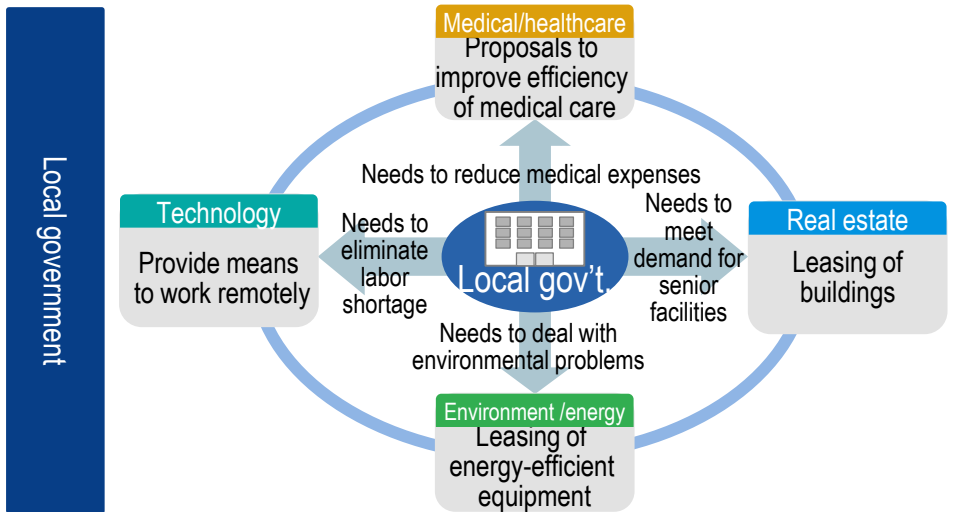 Local government
Medical/healthcare
Proposals to
improve efficiency
of medical care
Needs to reduce medical expenses
Technology
Provide means
to work remotely
Needs to
eliminate
labor
shortage
Local gov't.
Needs to
meet
demand for
senior
facilities
Real estate
Leasing of
buildings
Needs to deal with
environmental problems
Environment /energy
Leasing of
energy-efficient
equipment